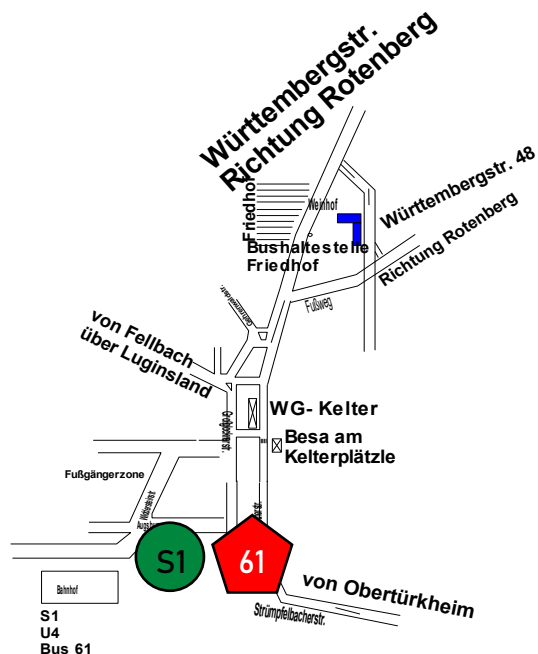 Württembergstr.
Richtung Rotenberg
Württembergstr. 48
Richtung Rotenberg
Friedhof
Weinhof
Bushaltestelle
Friedhof
Fußweg
von Fellbach
über Luginsland
WG- Kelter
Besa am
Kelterplätzle
Fußgängerzone
S1
61
Bahnhof
S1
U4
Bus 61
von Obertürkheim
Strümpfelbacherstr.